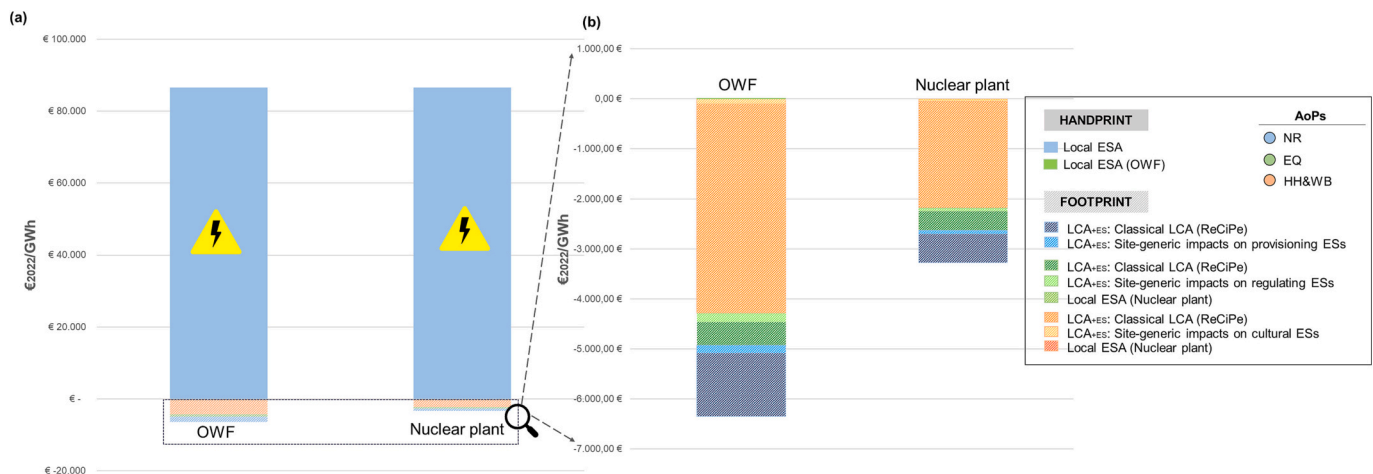 (a)
€ 100.000
€ 80.000
€ 60.000
€ 40.000
€ 20.000
€ -
€ -20.000
€2022/GWh
OWF
Nuclear plant
(b)
1.000,00 €
0,00 €
-1.000,00 €
-2.000,00 €
-3.000,00 €
-4.000,00 €
-5.000,00 €
-6.000,00 €
-7.000,00 €
€2022/GWh
OWF
Nuclear plant
HANDPRINT
Local ESA
Local ESA (OWF)
AoPs
NR
EQ
HH&WB
FOOTPRINT
LCA+ES: Classical LCA (ReCiPe)
LCA+ES: Site-generic impacts on provisioning ESs
LCA+ES: Classical LCA (ReCiPe)
LCA+ES: Site-generic impacts on regulating ESs
Local ESA (Nuclear plant)
LCA+ES: Classical LCA (ReCiPe)
LCA+ES: Site-generic impacts on cultural ESs
Local ESA (Nuclear plant)